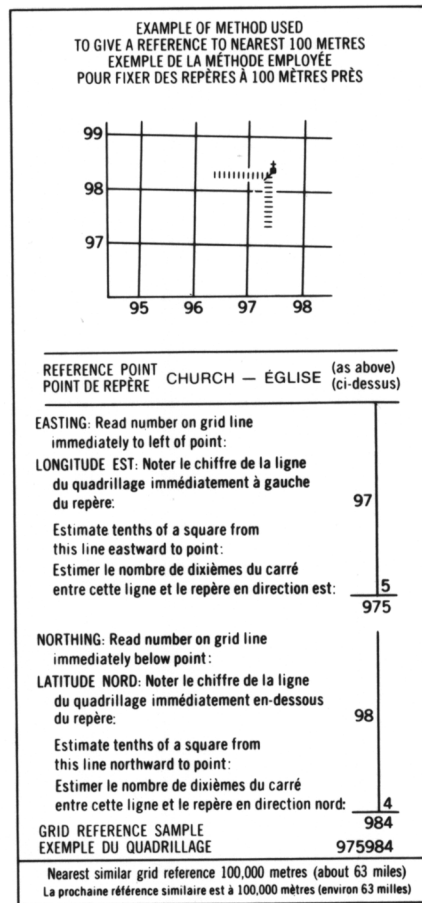 EXAMPLE OF METHOD USED
TO GIVE A REFERENCE TO NEAREST 100 METRES
EXEMPLE DE LA MÉTHODE EMPLOYÉE
POUR FIXER DES REPÈRES À 100 MÈTRES PRÈS
99
98
97
95 96 97 98
REFERENCE POINT
POINT DE REPÈRE CHURCH — ÉGLISE (as above)
(ci-dessus)
EASTING: Read number on grid line
immediately to left of point:
LONGITUDE EST: Noter le chiffre de la ligne
du quadrillage immédiatement à gauche
du repère: 97
Estimate tenths of a square from
this line eastward to point:
Estimer le nombre de dixièmes du carré
entre cette ligne et le repère en direction est: 5
975
NORTHING: Read number on grid line
immediately below point:
LATITUDE NORD: Noter le chiffre de la ligne
du quadrillage immédiatement en-dessous
du repère: 98
Estimate tenths of a square from
this line northward to point:
Estimer le nombre de dixièmes du carré
entre cette ligne et le repère en direction nord: 4
984
GRID REFERENCE SAMPLE
EXEMPLE DU QUADRILLAGE 975984
Nearest similar grid reference 100,000 metres (about 63 miles)
La prochaine référence similaire est à 100,000 mètres (environ 63 milles)